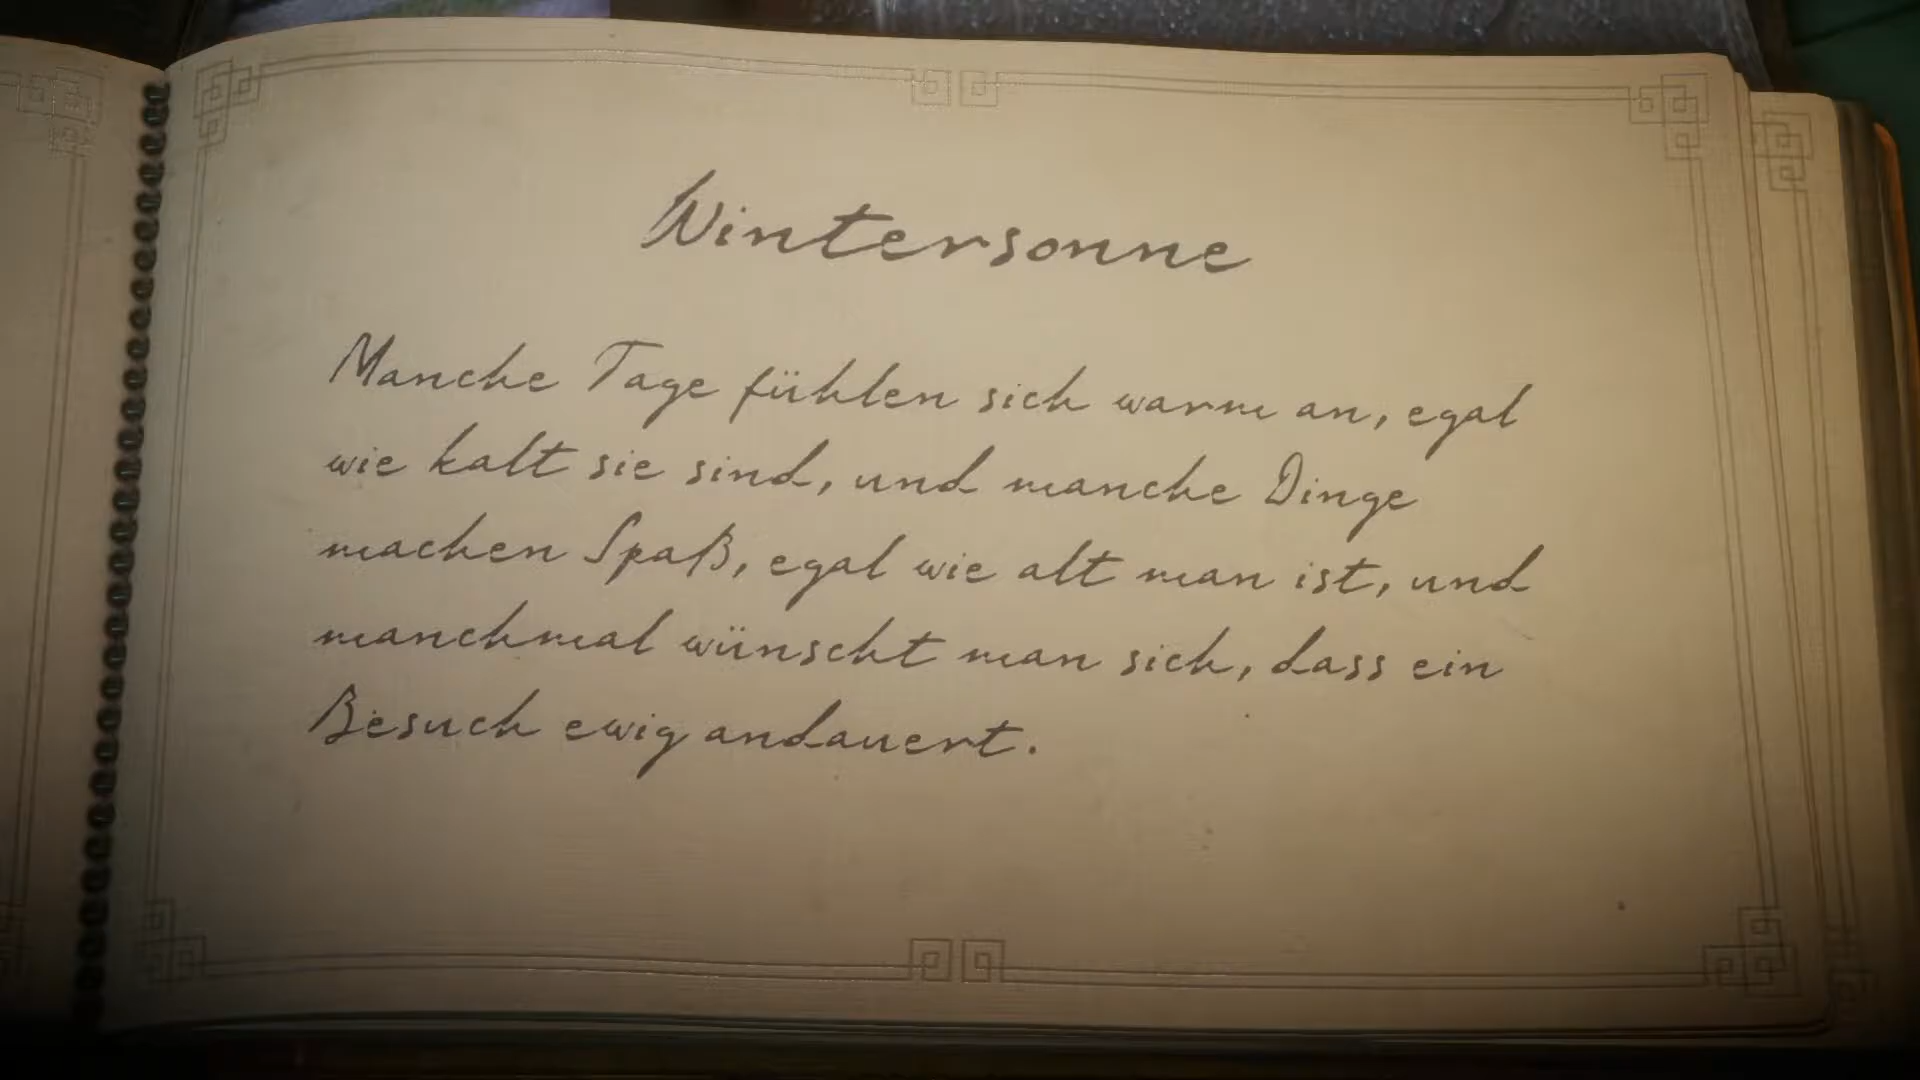 Wintersonne
Manche Tage fühlen sich warm an, egal
wie kalt sie sind, und manche Dinge
machen Spaß, egal wie alt man ist, und
manchmal wünscht man sich, dass ein
Besuch ewig andauert.